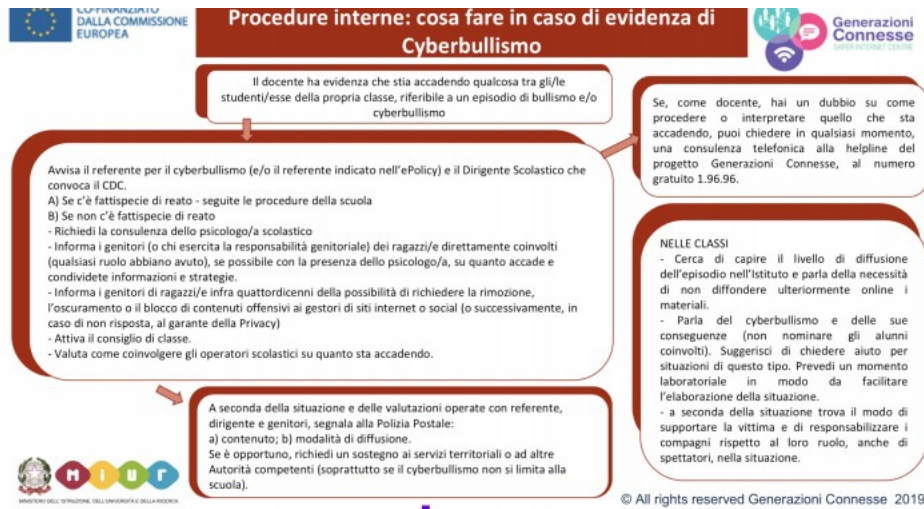 CO-FINANZIATO
DALLA COMMISSIONE
EUROPEA
Procedure interne: cosa fare in caso di evidenza di
Cyberbullismo
Generazioni
Connesse
SAFER INTERNET CENTRE
Il docente ha evidenza che stia accadendo qualcosa tra gli/le
studenti/esse della propria classe, riferibile a un episodio di bullismo e/o
cyberbullismo
Se, come docente, hai un dubbio su come
procedere o interpretare quello che sta
accadendo, puoi chiedere in qualsiasi momento,
una consulenza telefonica alla helpline del
progetto Generazioni Connesse, al numero
gratuito 1.96.96.
Avvisa il referente per il cyberbullismo (e/o il referente indicato nell'ePolicy) e il Dirigente Scolastico che
convoca il CDC.
A) Se c'è fattispecie di reato - seguite le procedure della scuola
B) Se non c'è fattispecie di reato
- Richiedi la consulenza dello psicologo/a scolastico
- Informa i genitori (o chi esercita la responsabilità genitoriale) dei ragazzi/e direttamente coinvolti
(qualsiasi ruolo abbiano avuto), se possibile con la presenza dello psicologo/a, su quanto accade e
condividete informazioni e strategie.
- Informa i genitori di ragazzi/e infra quattordicenni della possibilità di richiedere la rimozione,
l'oscuramento o il blocco di contenuti offensivi ai gestori di siti internet o social (o successivamente, in
caso di non risposta, al garante della Privacy)
- Attiva il consiglio di classe.
- Valuta come coinvolgere gli operatori scolastici su quanto sta accadendo.
NELLE CLASSI
- Cerca di capire il livello di diffusione
dell'episodio nell'Istituto e parla della necessità
di non diffondere ulteriormente online i
materiali.
- Parla del cyberbullismo e delle sue
conseguenze (non nominare gli alunni
coinvolti). Suggerisci di chiedere aiuto per
situazioni di questo tipo. Prevedi un momento
laboratoriale in modo da facilitare
l'elaborazione della situazione.
- a seconda della situazione trova il modo di
supportare la vittima e di responsabilizzare i
compagni rispetto al loro ruolo, anche di
spettatori, nella situazione.
A seconda della situazione e delle valutazioni operate con referente,
dirigente e genitori, segnala alla Polizia Postale:
a) contenuto; b) modalità di diffusione.
Se è opportuno, richiedi un sostegno ai servizi territoriali o ad altre
Autorità competenti (soprattutto se il cyberbullismo non si limita alla
scuola).
miur
MINISTERO DELL'ISTRUZIONE, DELL'UNIVERSITÀ E DELLA RICERCA
© All rights reserved Generazioni Connesse 2019